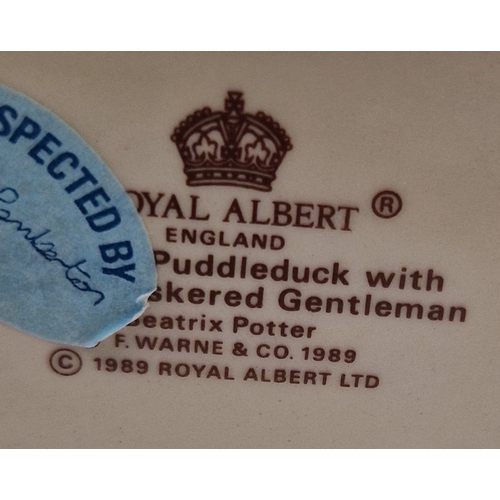 SPECTED BY
OYAL ALBERT ®
ENGLAND
Puddleduck with
skered Gentleman
Beatrix Potter
F. WARNE & CO. 1989
© 1989 ROYAL ALBERT LTD